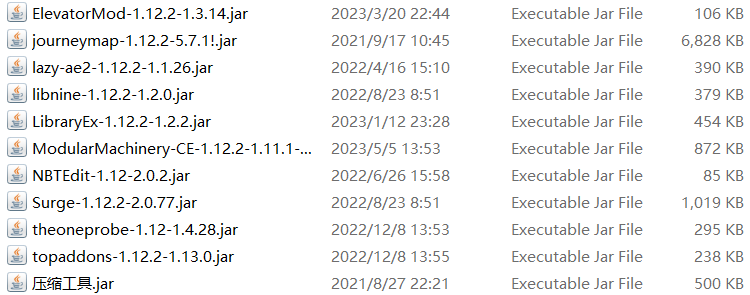 ElevatorMod-1.12.2-1.3.14.jar 2023/3/20 22:44 Executable Jar File 106 KB
journeymap-1.12.2-5.7.1!.jar 2021/9/17 10:45 Executable Jar File 6,828 KB
lazy-ae2-1.12.2-1.1.26.jar 2022/4/16 15:10 Executable Jar File 390 KB
libnine-1.12.2-1.2.0.jar 2022/8/23 8:51 Executable Jar File 379 KB
LibraryEx-1.12.2-1.2.2.jar 2023/1/12 23:28 Executable Jar File 454 KB
ModularMachinery-CE-1.12.2-1.11.1-... 2023/5/5 13:53 Executable Jar File 872 KB
NBTEdit-1.12-2.0.2.jar 2022/6/26 15:58 Executable Jar File 85 KB
Surge-1.12.2-2.0.77.jar 2022/8/23 8:51 Executable Jar File 1,019 KB
theoneprobe-1.12-1.4.28.jar 2022/12/8 13:53 Executable Jar File 295 KB
topaddons-1.12.2-1.13.0.jar 2022/12/8 13:55 Executable Jar File 238 KB
压缩工具.jar 2021/8/27 22:21 Executable Jar File 500 KB